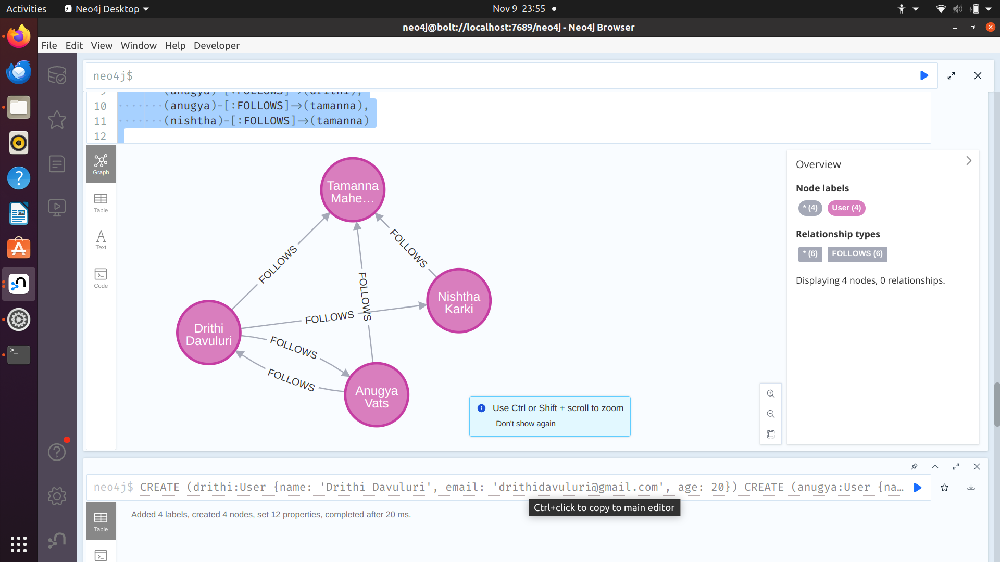 Activities
Neo4j Desktop
Nov 9 23:55
neo4j@bolt://localhost:7689/neo4j - Neo4j Browser
File Edit View Window Help Developer
neo4j$
9 (anugya)-[:FOLLOWS]->(drithi),
10 (anugya)-[:FOLLOWS]->(tamanna),
11 (nishtha)-[:FOLLOWS]->(tamanna)
12
Graph
Table
Text
Code
Tamanna
Mahe…
FOLLOWS
FOLLOWS
FOLLOWS
Nishtha
Karki
FOLLOWS
Drithi
Davuluri
FOLLOWS
FOLLOWS
Anugya
Vats
Use Ctrl or Shift + scroll to zoom
Don't show again
Overview
Node labels
* (4) User (4)
Relationship types
* (6) FOLLOWS (6)
Displaying 4 nodes, 0 relationships.
neo4j$ CREATE (drithi:User {name: 'Drithi Davuluri', email: 'drithidavuluri@gmail.com', age: 20}) CREATE (anugya:User {na…
Ctrl+click to copy to main editor
Table
Added 4 labels, created 4 nodes, set 12 properties, completed after 20 ms.